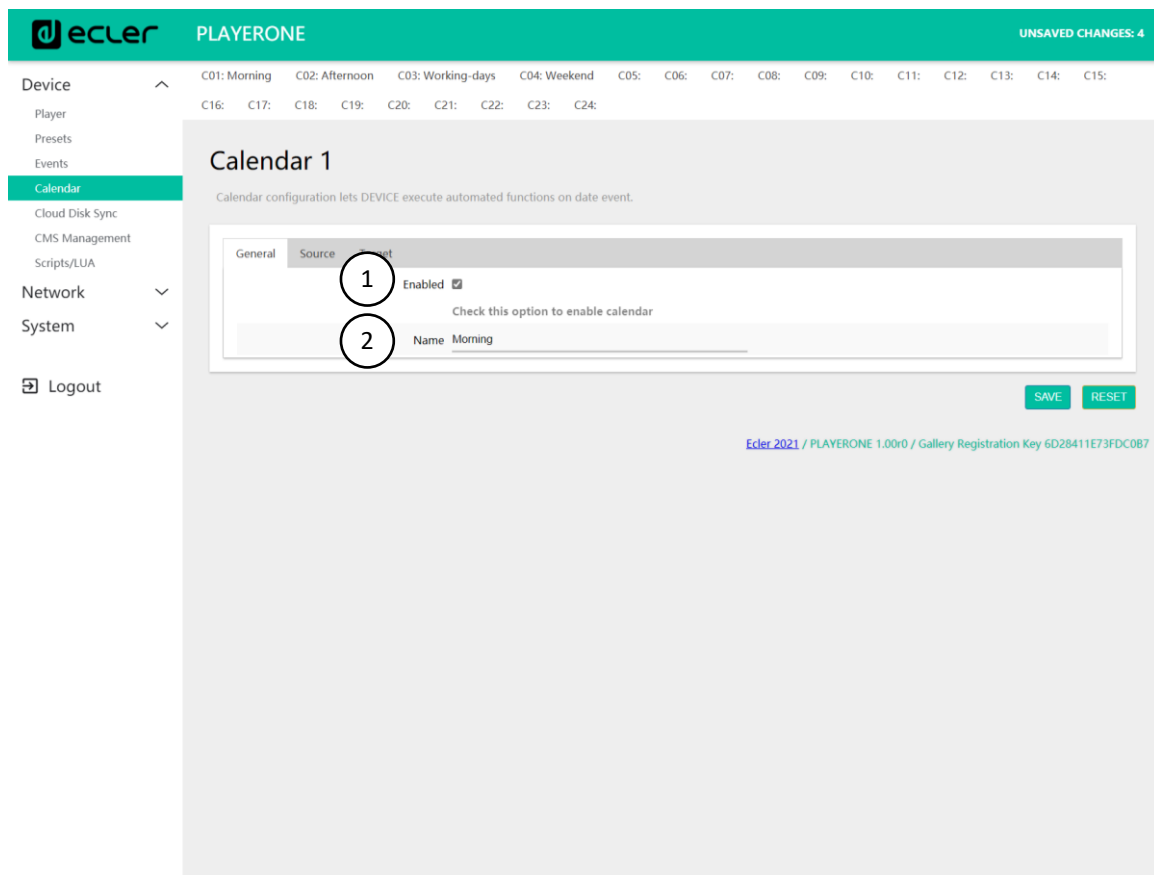 ecler
PLAYERONE
UNSAVED CHANGES: 4
Device
Player
Presets
Events
Calendar
Cloud Disk Sync
CMS Management
Scripts/LUA
Network
System
Logout
C01: Morning C02: Afternoon C03: Working-days C04: Weekend C05: C06: C07: C08: C09: C10: C11: C12: C13: C14: C15:
C16: C17: C18: C19: C20: C21: C22: C23: C24:
Calendar 1
Calendar configuration lets DEVICE execute automated functions on date event.
General Source Target
1 Enabled
Check this option to enable calendar
2 Name Morning
SAVE RESET
Ecler 2021 / PLAYERONE 1.00r0 / Gallery Registration Key 6D28411E73FDC0B7